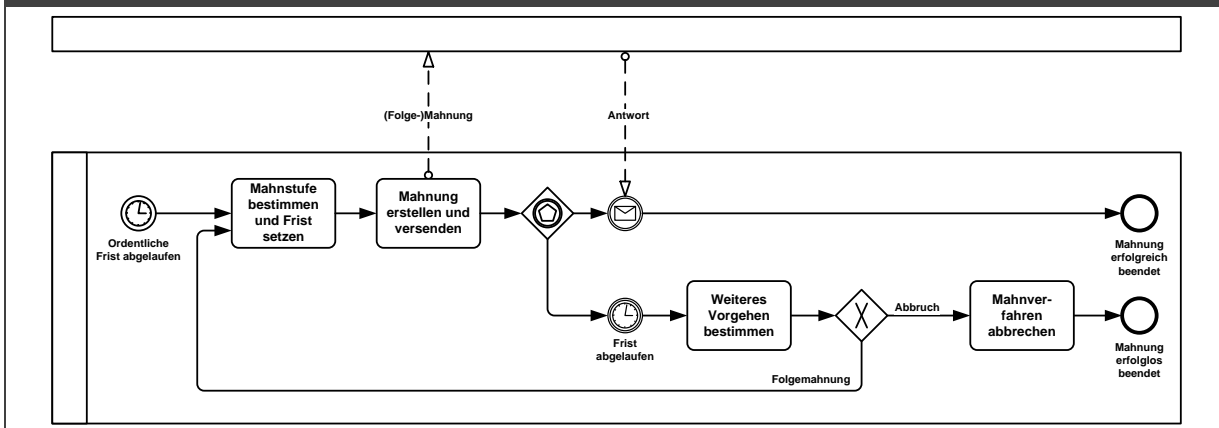 (Folge-)Mahnung
Antwort
Mahnstufe
bestimmen
und Frist
setzen
Mahnung
erstellen und
versenden
Ordentliche
Frist abgelaufen
Mahnung
erfolgreich
beendet
Frist
abgelaufen
Weiteres
Vorgehen
bestimmen
Abbruch
Mahnver-
fahren
abbrechen
Mahnung
erfolglos
beendet
Folgemahnung